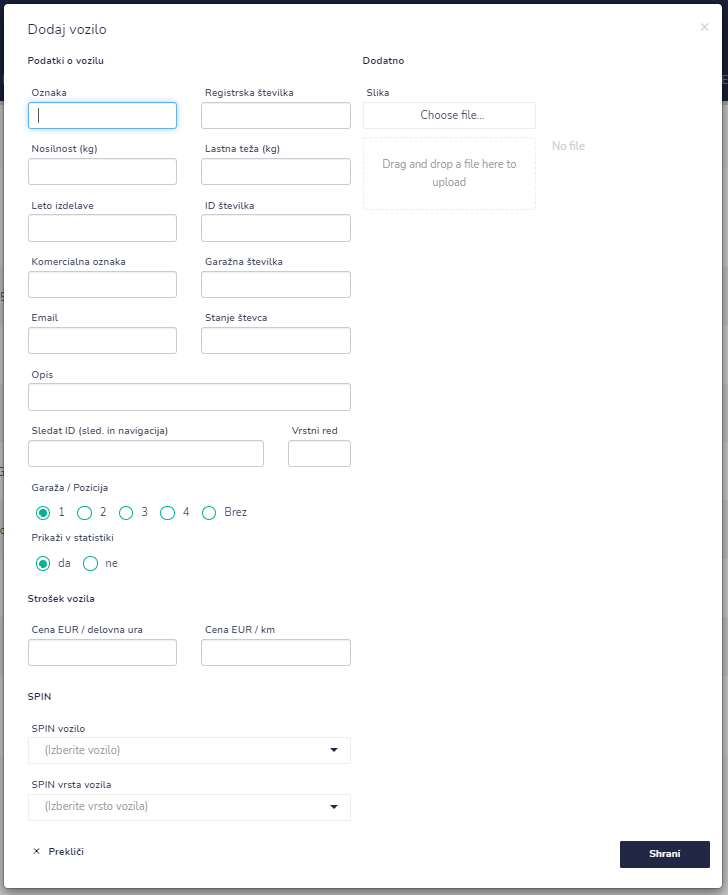 Dodaj vozilo
×
Podatki o vozilu
Dodatno
Oznaka
Registrska številka
Slika
Choose file...
Nosilnost (kg)
Lastna teža (kg)
No file
Drag and drop a file here to
upload
Leto izdelave
ID številka
Komercialna oznaka
Garažna številka
Email
Stanje števca
Opis
Sledat ID (sled. in navigacija)
Vrstni red
Garaža / Pozicija
1 2 3 4 Brez
Prikaži v statistiki
da ne
Strošek vozila
Cena EUR / delovna ura
Cena EUR / km
SPIN
SPIN vozilo
(Izberite vozilo)
SPIN vrsta vozila
(Izberite vrsto vozila)
× Prekliči
Shrani